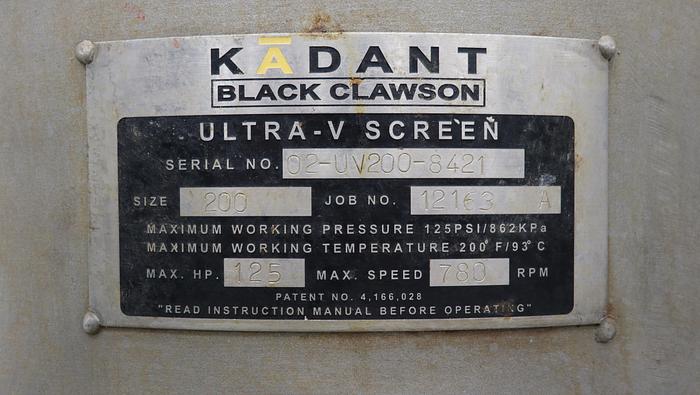 KĀDANT
BLACK CLAWSON
ULTRA-V SCREEN
SERIAL NO. 02-UV200-8421
SIZE 200 JOB NO. 12163 A
MAXIMUM WORKING PRESSURE 125PSI/862KPa
MAXIMUM WORKING TEMPERATURE 200°F/93°C
MAX. HP. 125 MAX. SPEED 780 RPM
PATENT NO. 4,166,028
"READ INSTRUCTION MANUAL BEFORE OPERATING"